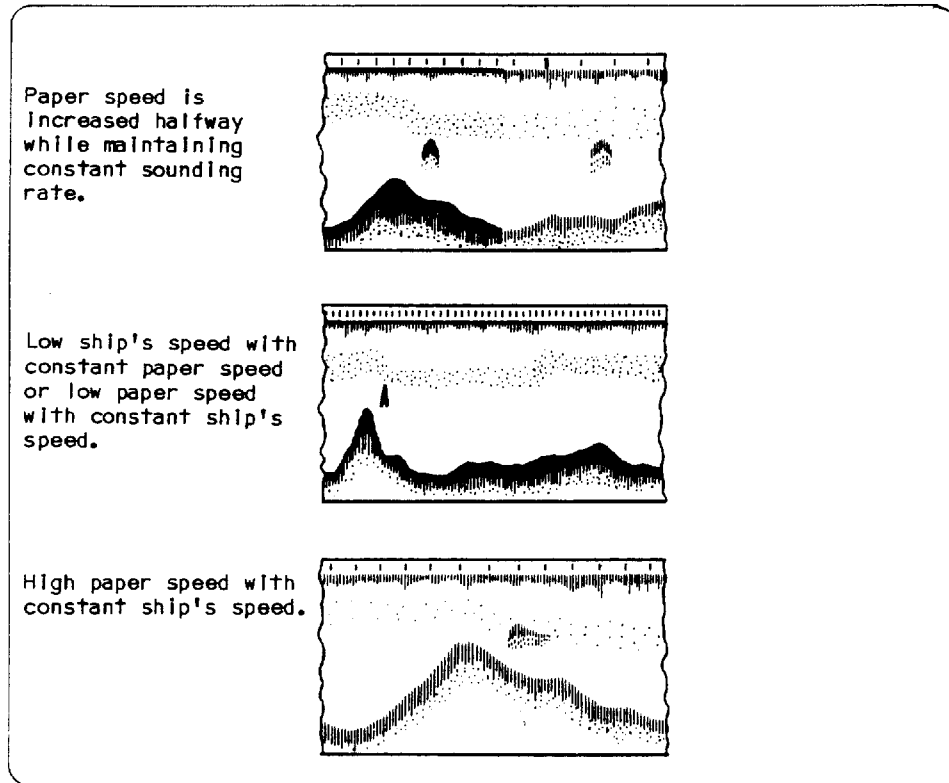 Paper speed is
increased halfway
while maintaining
constant sounding
rate.
Low ship's speed with
constant paper speed
or low paper speed
with constant ship's
speed.
High paper speed with
constant ship's speed.